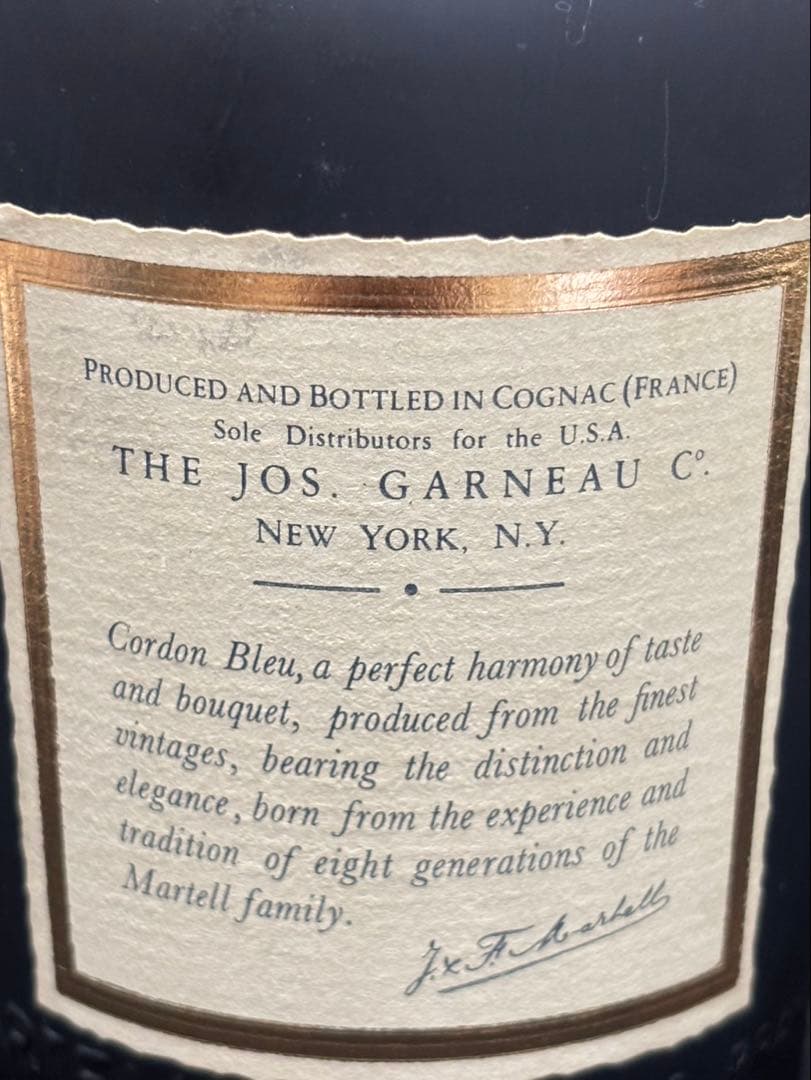 PRODUCED AND BOTTLED IN COGNAC (FRANCE)
Sole Distributors for the U.S.A.
THE JOS. GARNEAU Cº.
NEW YORK, N.Y.
Cordon Bleu, a perfect harmony of taste
and bouquet, produced from the finest
vintages, bearing the distinction and
elegance, born from the experience and
tradition of eight generations of the
Martell family.
J & F Martell